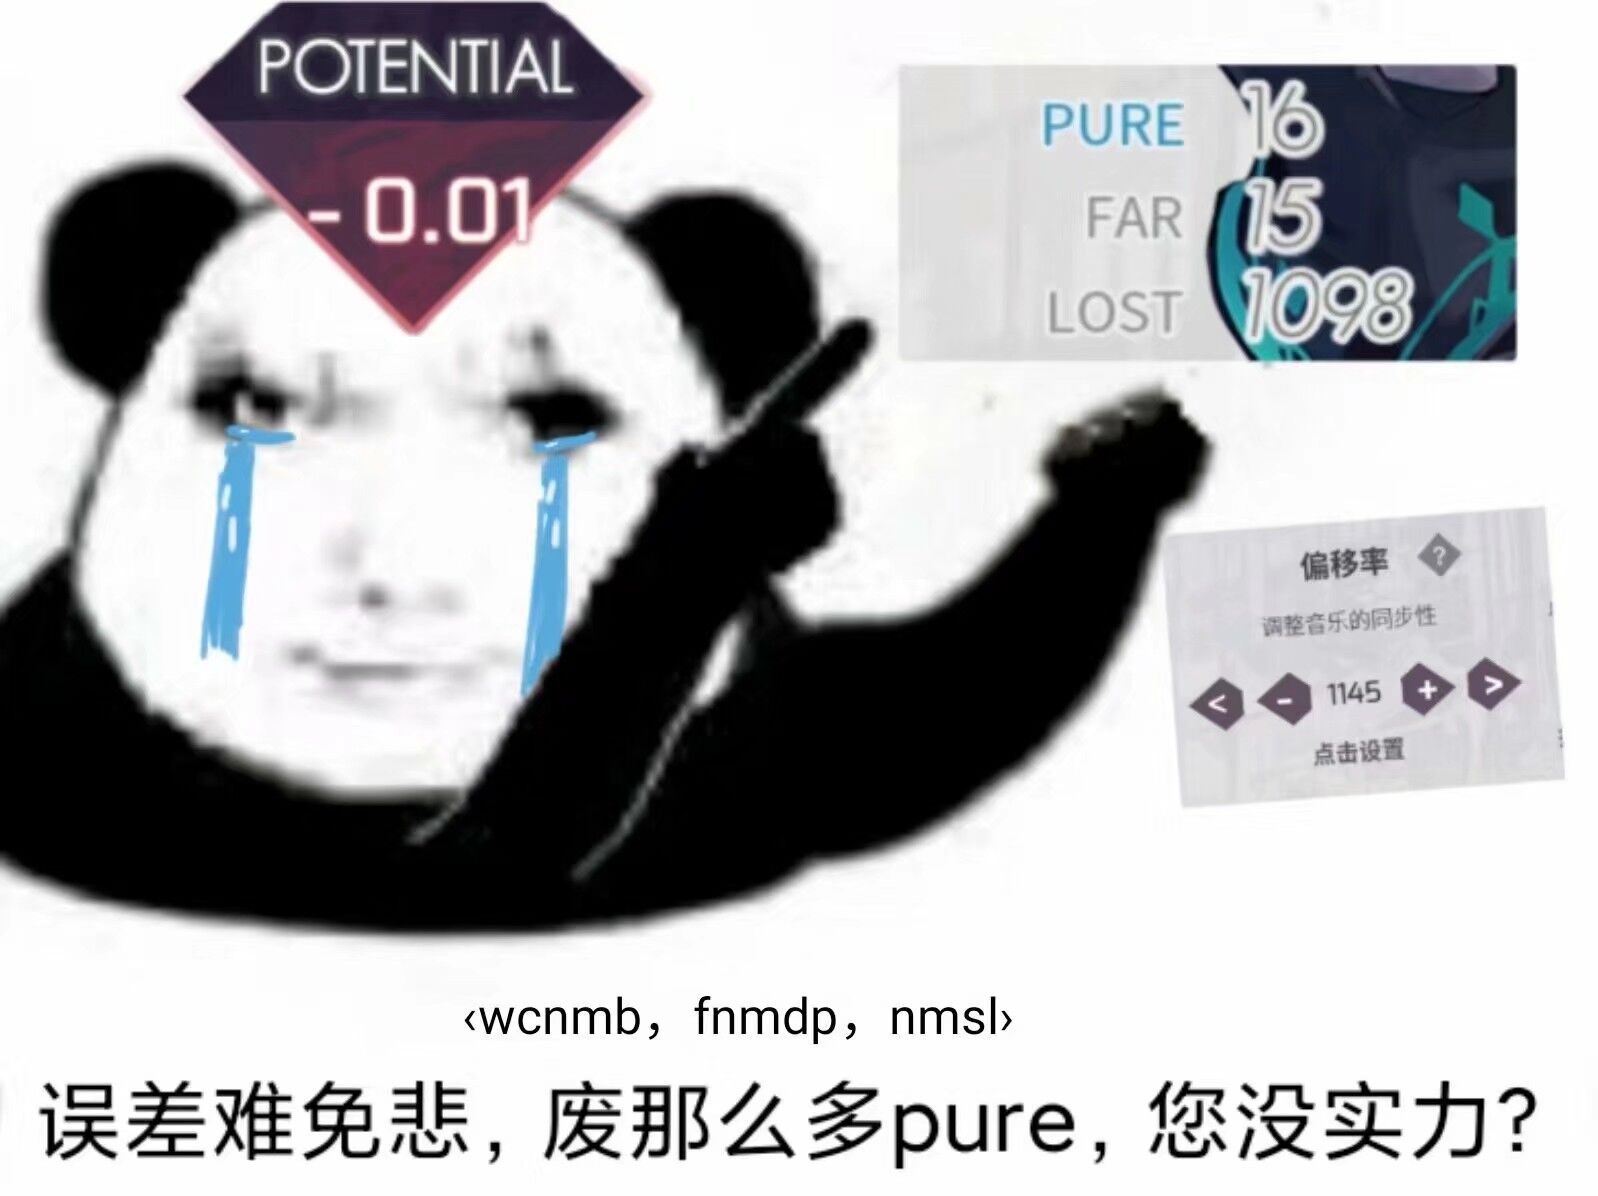 POTENTIAL
- 0.01
PURE 16
FAR 15
LOST 1098
偏移率 ?
调整音乐的同步性
< - 1145 + >
点击设置
‹wcnmb，fnmdp，nmsl›
误差难免悲，废那么多pure，您没实力？